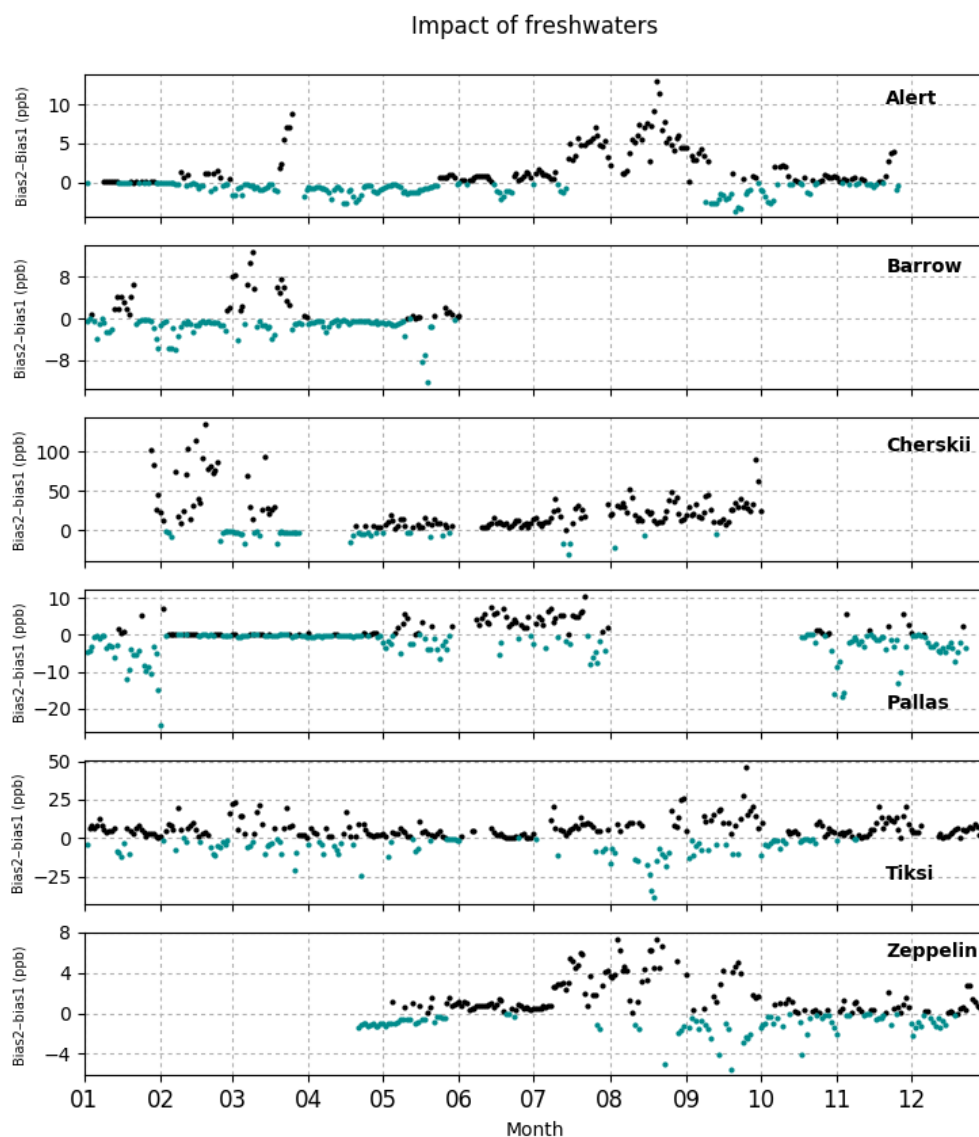 Impact of freshwaters
Bias2−Bias1 (ppb)
10
5
0
Alert
Bias2−bias1 (ppb)
8
0
−8
Barrow
Bias2−bias1 (ppb)
100
50
0
Cherskii
Bias2−bias1 (ppb)
10
0
−10
−20
Pallas
Bias2−bias1 (ppb)
50
25
0
−25
Tiksi
Bias2−bias1 (ppb)
8
4
0
−4
Zeppelin
01 02 03 04 05 06 07 08 09 10 11 12
Month